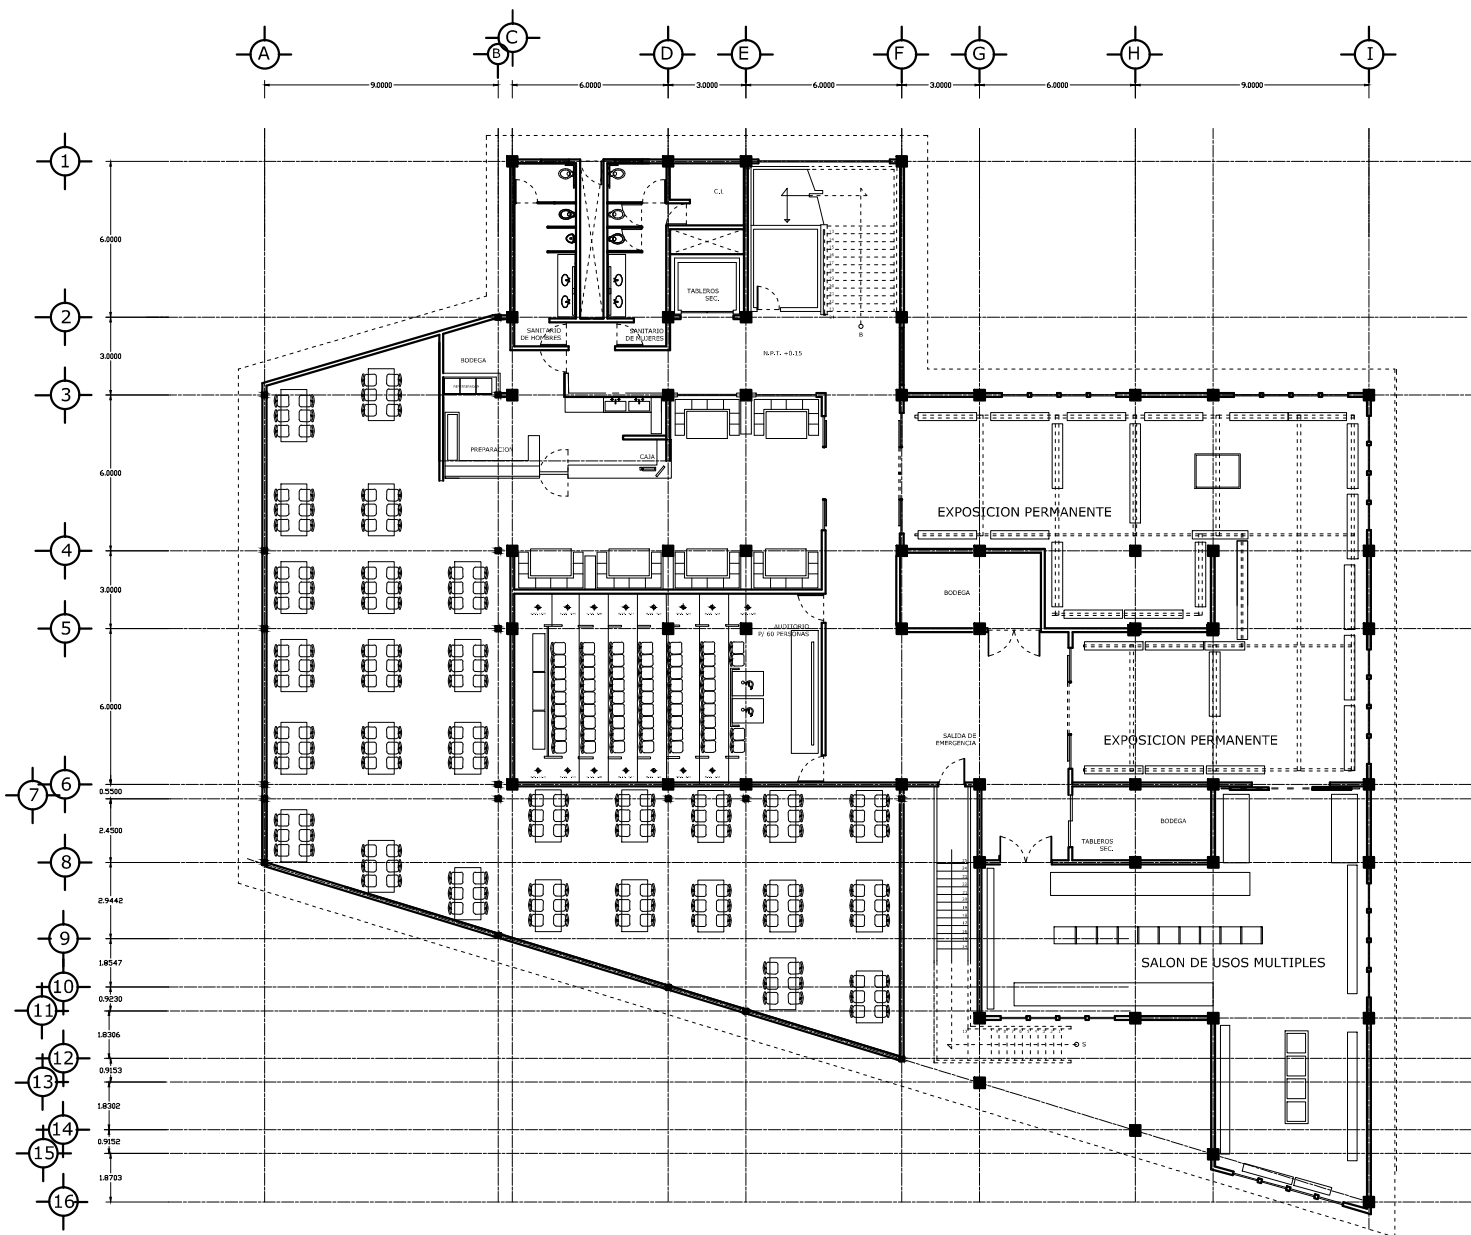 A
B
C
D
E
F
G
H
I
9.0000
6.0000
3.0000
6.0000
3.0000
6.0000
9.0000
1
6.0000
C.I.
TABLEROS
SEC.
2
SANITARIO
DE HOMBRES
SANITARIO
DE MUJERES
B
3.0000
BODEGA
N.P.T. +0.15
3
PREPARACION
CAJA
6.0000
EXPOSICION PERMANENTE
4
3.0000
BODEGA
5
AUDITORIO
P/ 60 PERSONAS
6.0000
SALIDA DE
EMERGENCIA
EXPOSICION PERMANENTE
6
7
0.5500
2.4500
BODEGA
TABLEROS
SEC.
8
2.9442
9
SALON DE USOS MULTIPLES
1.8547
10
0.9230
11
1.8306
S
12
0.9153
13
1.8302
14
0.9152
15
1.8703
16